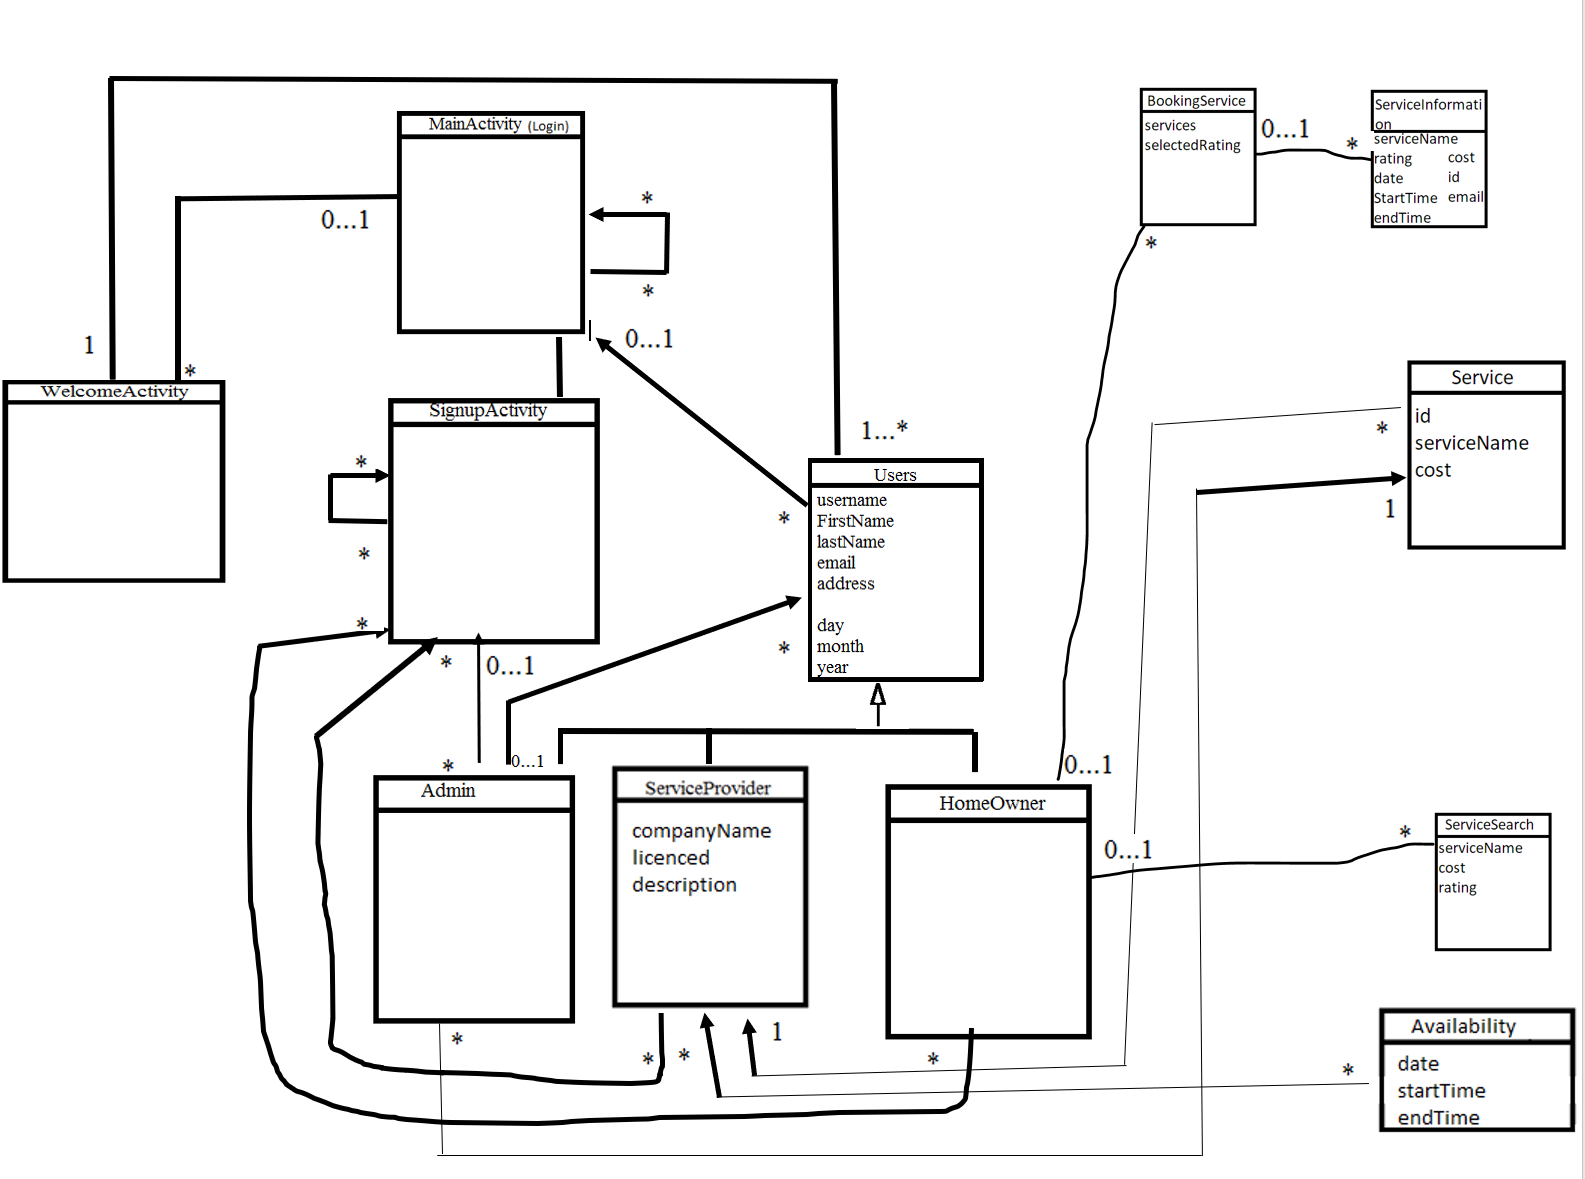 MainActivity (Login)
0...1
*
*
0...1
1
*
WelcomeActivity
SignupActivity
*
*
*
*
0...1
*
1...*
Users
username
FirstName
lastName
email
address
day
month
year
*
*
0...1
Admin
*
ServiceProvider
companyName
licenced
description
*
*
1
HomeOwner
*
0...1
0...1
BookingService
services
selectedRating
*
0...1
*
ServiceInformati
on
serviceName
rating cost
date id
StartTime email
endTime
Service
id
serviceName
cost
*
1
*
ServiceSearch
serviceName
cost
rating
*
Availability
date
startTime
endTime